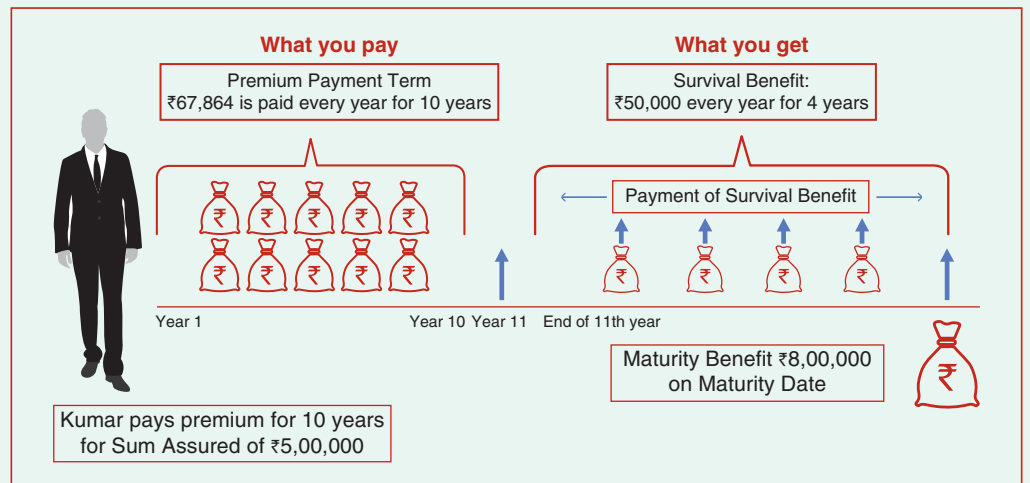 What you pay
Premium Payment Term
₹67,864 is paid every year for 10 years
What you get
Survival Benefit:
₹50,000 every year for 4 years
Payment of Survival Benefit
₹ ₹ ₹ ₹ ₹
₹ ₹ ₹ ₹ ₹
₹ ₹ ₹ ₹
Year 1
Year 10
Year 11
End of 11th year
Maturity Benefit ₹8,00,000
on Maturity Date
₹
Kumar pays premium for 10 years
for Sum Assured of ₹5,00,000